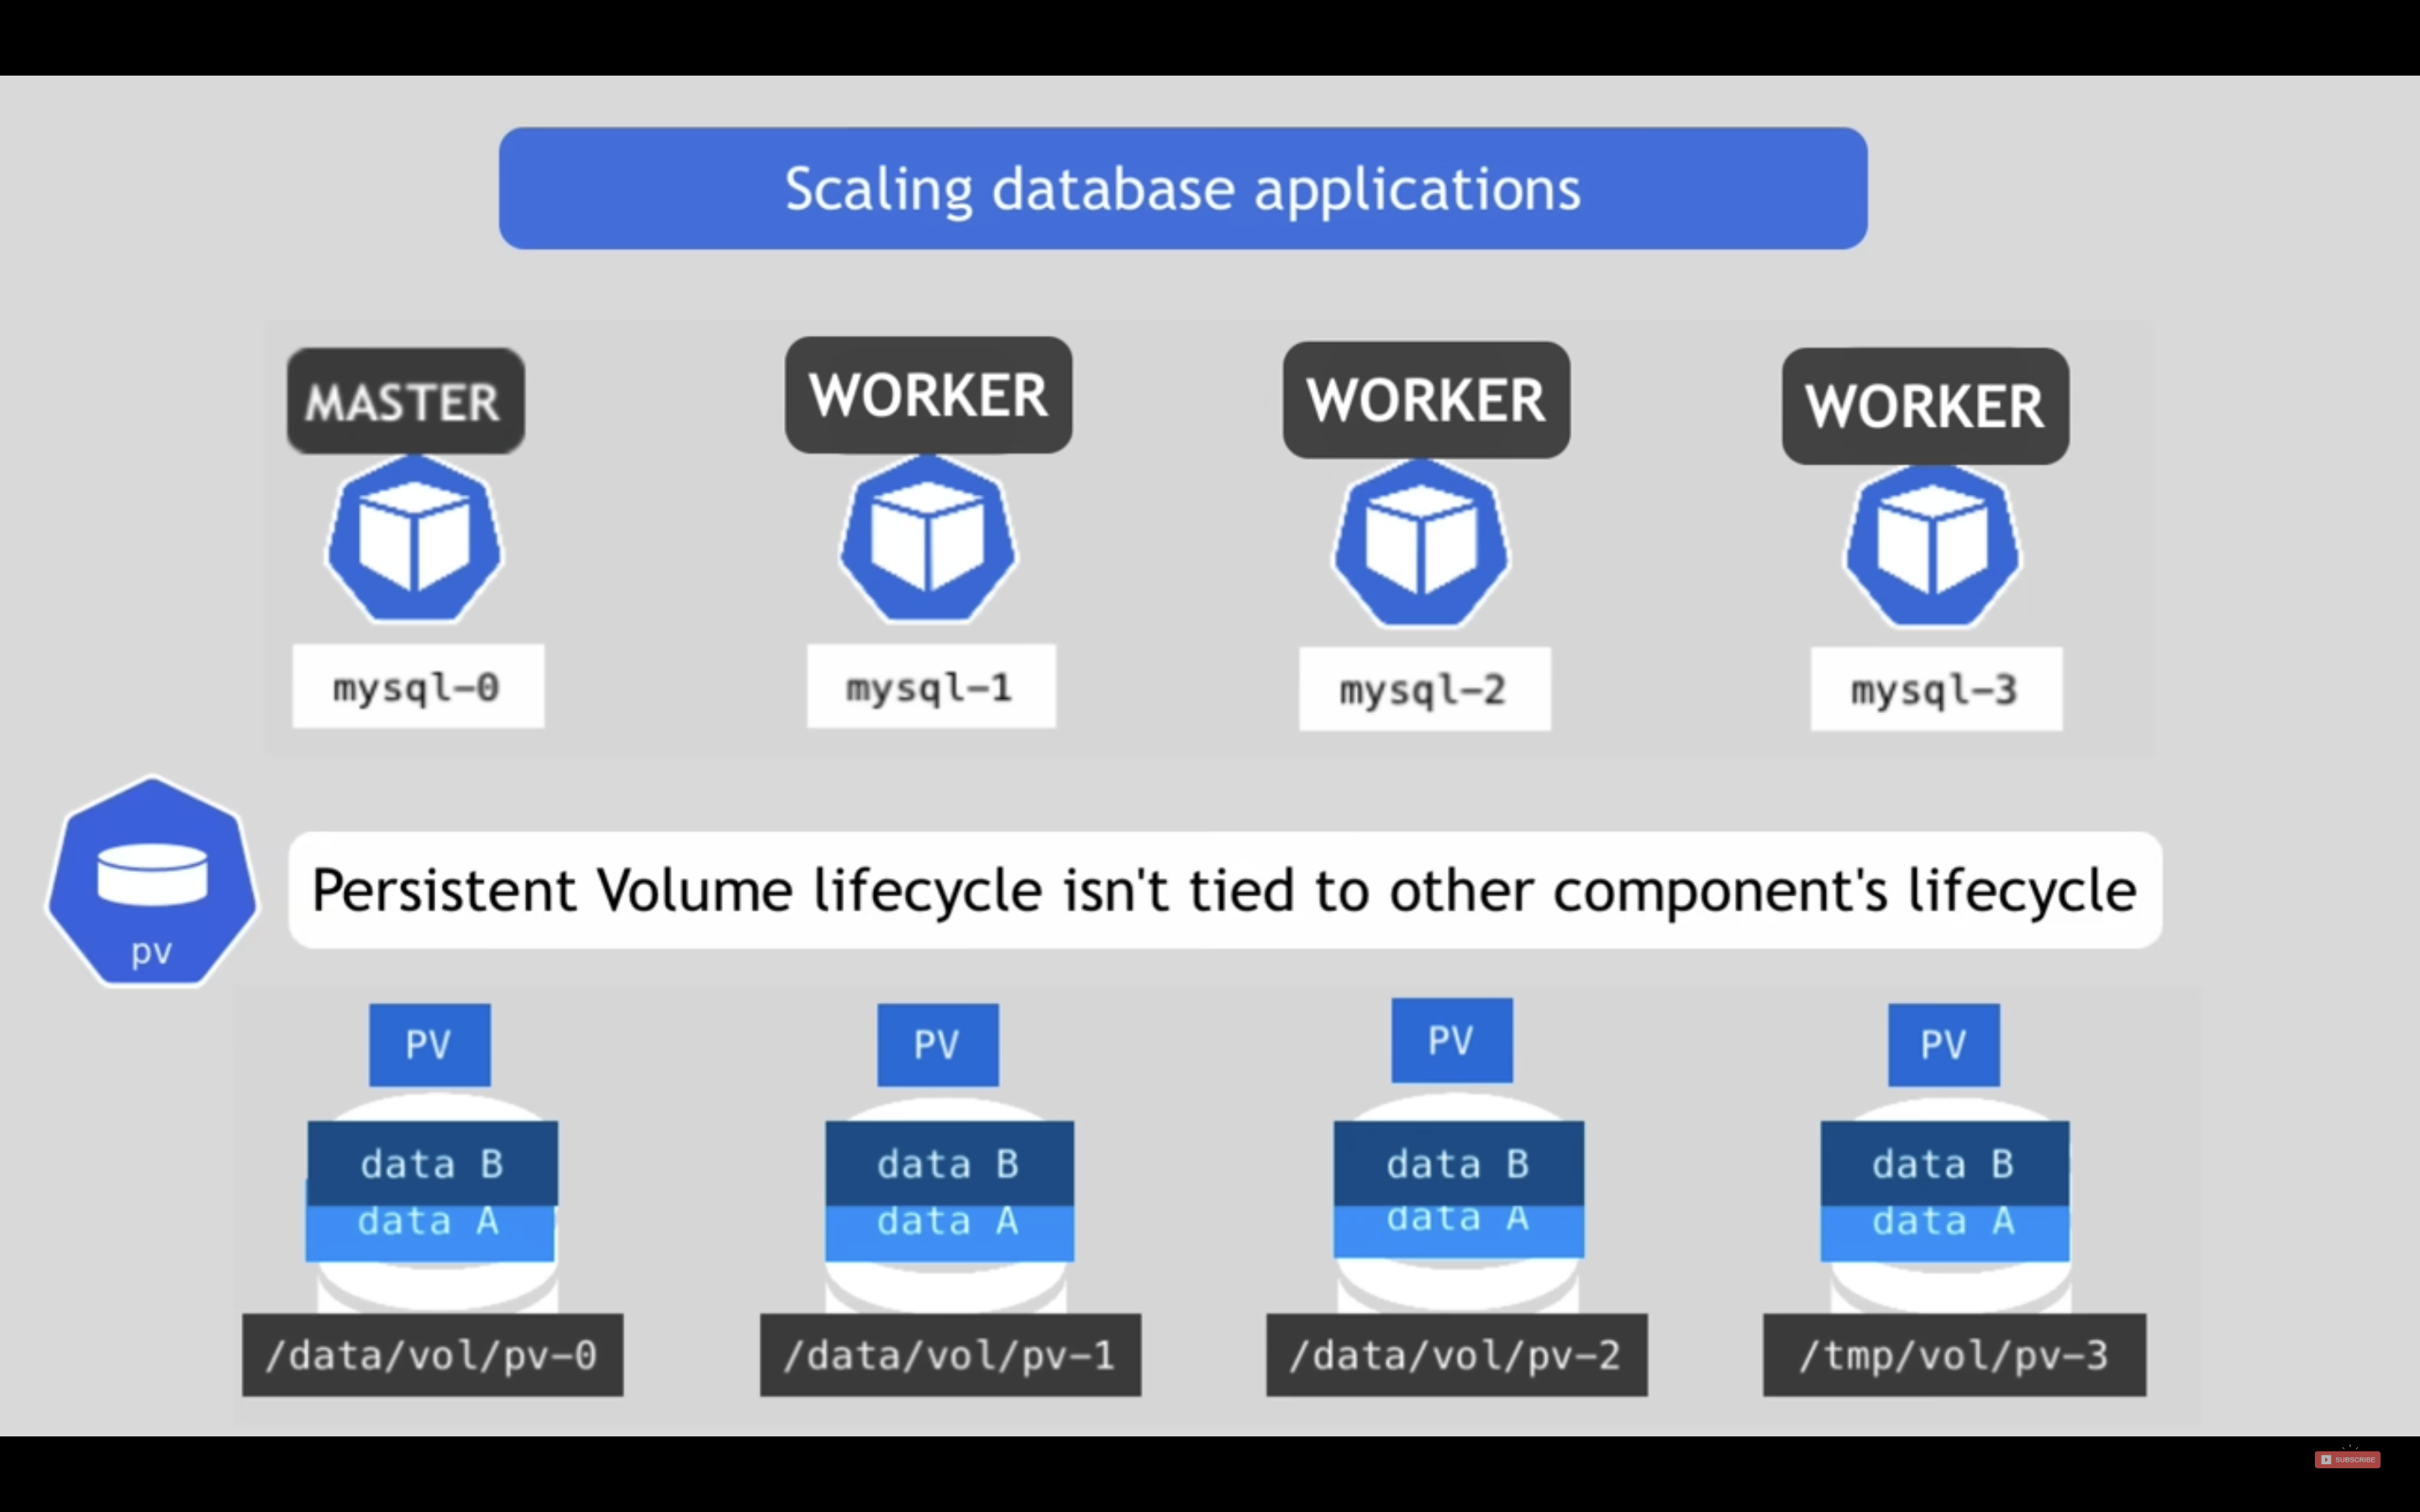 Scaling database applications
MASTER
WORKER
WORKER
WORKER
mysql-0
mysql-1
mysql-2
mysql-3
pv
Persistent Volume lifecycle isn't tied to other component's lifecycle
PV
PV
PV
PV
data B
data B
data B
data B
data A
data A
data A
data A
/data/vol/pv-0
/data/vol/pv-1
/data/vol/pv-2
/tmp/vol/pv-3
SUBSCRIBE